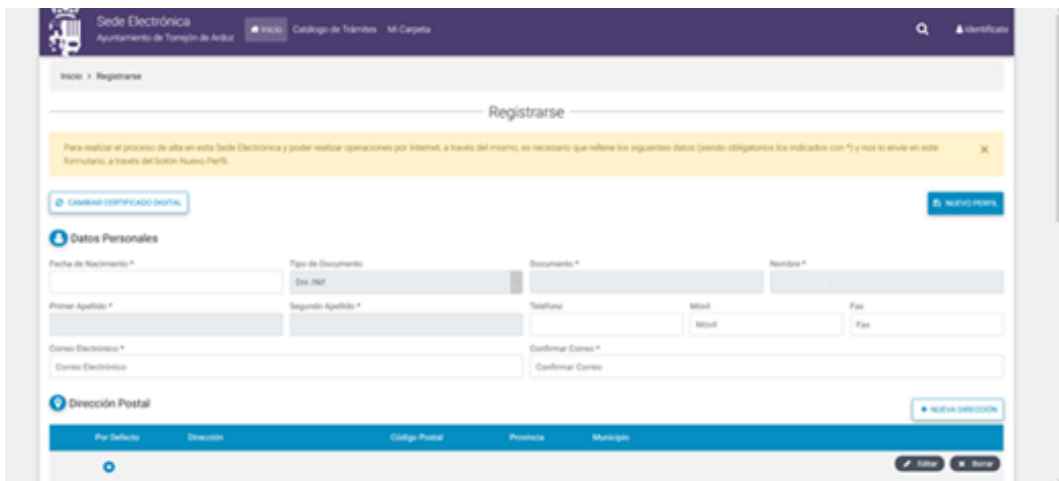 Sede Electrónica
Ayuntamiento de Torrejón de Ardoz
Inicio Catálogo de Trámites Mi Carpeta
Identifícate
Inicio > Registrarse
Registrarse
Para realizar el proceso de alta en esta Sede Electrónica y poder realizar operaciones por Internet, a través del mismo, es necesario que rellene los siguientes datos (siendo obligatorios los indicados con *) y nos lo envíe en este
formulario, a través del botón Nuevo Perfil.
CAMBIAR CERTIFICADO DIGITAL
NUEVO PERFIL
Datos Personales
Fecha de Nacimiento * Tipo de Documento Documento * Nombre *
Dni /Nif
Primer Apellido * Segundo Apellido * Teléfono Móvil Fax
Móvil Fax
Correo Electrónico * Confirmar Correo *
Correo Electrónico Confirmar Correo
Dirección Postal
NUEVA DIRECCIÓN
Por Defecto Dirección Código Postal Provincia Municipio
Editar Borrar